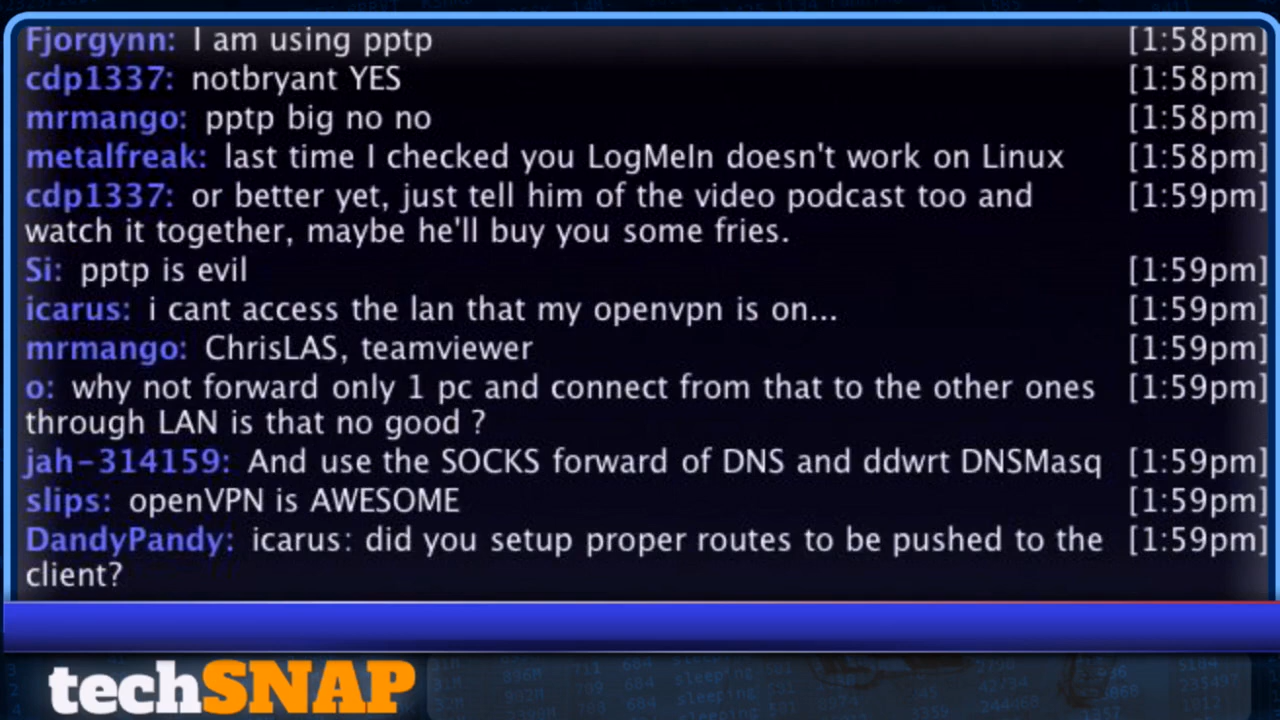 Fjorgynn: I am using pptp [1:58pm]
cdp1337: notbryant YES [1:58pm]
mrmango: pptp big no no [1:58pm]
metalfreak: last time I checked you LogMeIn doesn't work on Linux [1:58pm]
cdp1337: or better yet, just tell him of the video podcast too and [1:59pm]
watch it together, maybe he'll buy you some fries.
Si: pptp is evil [1:59pm]
icarus: i cant access the lan that my openvpn is on... [1:59pm]
mrmango: ChrisLAS, teamviewer [1:59pm]
o: why not forward only 1 pc and connect from that to the other ones [1:59pm]
through LAN is that no good ?
jah-314159: And use the SOCKS forward of DNS and ddwrt DNSMasq [1:59pm]
slips: openVPN is AWESOME [1:59pm]
DandyPandy: icarus: did you setup proper routes to be pushed to the [1:59pm]
client?
techSNAP